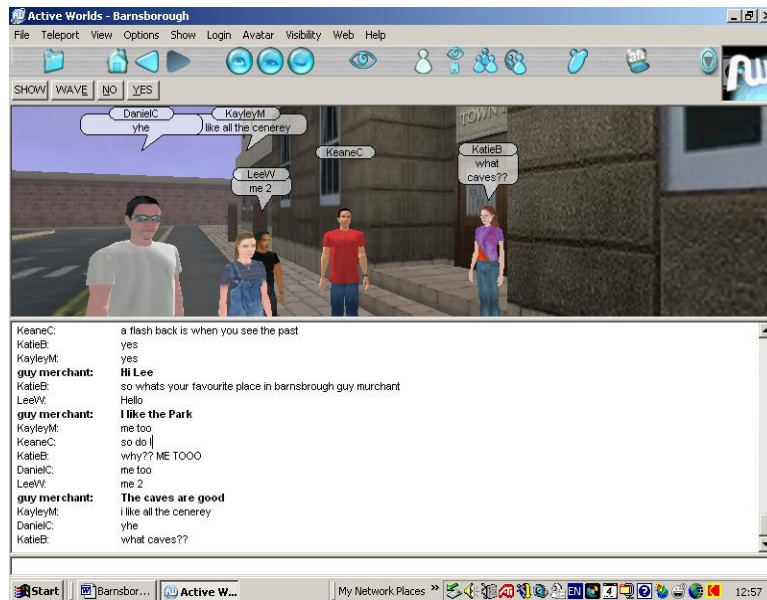 Active Worlds - Barnsborough
File Teleport View Options Show Login Avatar Visibility Web Help
afk
SHOW WAVE NO YES
TOWN
DanielC
yhe
KayleyM
like all the cenerey
LeeW
me 2
KeaneC
KatieB
what
caves??
KeaneC: a flash back is when you see the past
KatieB: yes
KayleyM: yes
guy merchant: Hi Lee
KatieB: so whats your favourite place in barnsbrough guy murchant
LeeW: Hello
guy merchant: I like the Park
KayleyM: me too
KeaneC: so do I
KatieB: why?? ME TOOO
DanielC: me too
LeeW: me 2
guy merchant: The caves are good
KayleyM: i like all the cenerey
DanielC: yhe
KatieB: what caves??
Start Barnsbor... Active W... My Network Places » EN 12:57